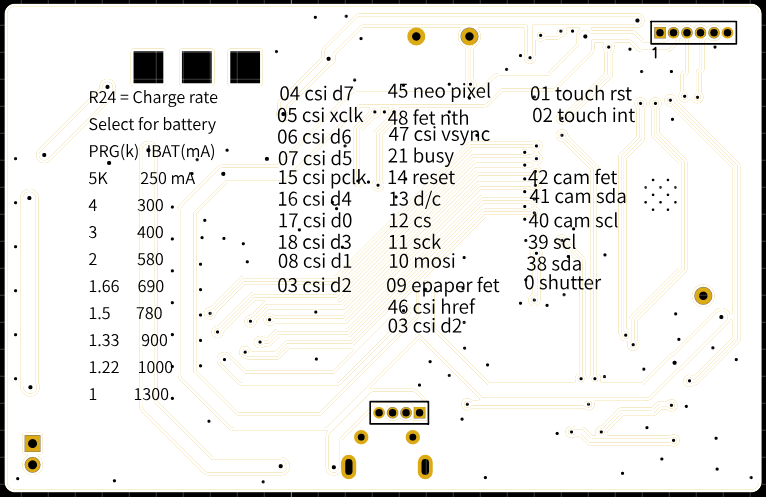 1
R24 = Charge rate
Select for battery
PRG(k) IBAT(mA)
5K 250 mA
4 300
3 400
2 580
1.66 690
1.5 780
1.33 900
1.22 1000
1 1300
04 csi d7
05 csi xclk
06 csi d6
07 csi d5
15 csi pclk
16 csi d4
17 csi d0
18 csi d3
08 csi d1
03 csi d2
45 neo pixel
48 fet nth
47 csi vsync
21 busy
14 reset
13 d/c
12 cs
11 sck
10 mosi
09 epaper fet
46 csi href
03 csi d2
01 touch rst
02 touch int
42 cam fet
41 cam sda
40 cam scl
39 scl
38 sda
0 shutter